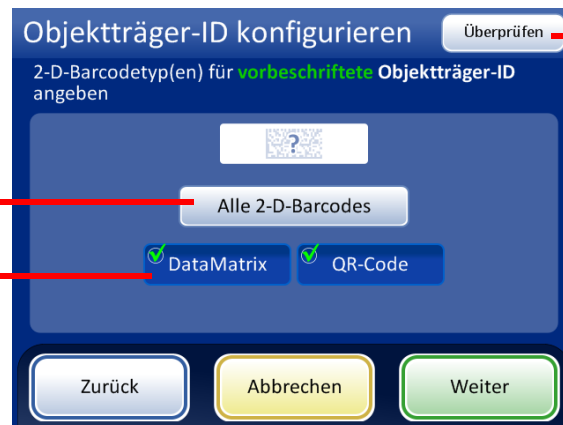 Objektträger-ID konfigurieren
Überprüfen
2-D-Barcodetyp(en) für vorbeschriftete Objektträger-ID
angeben
?
Alle 2-D-Barcodes
DataMatrix
QR-Code
Zurück
Abbrechen
Weiter